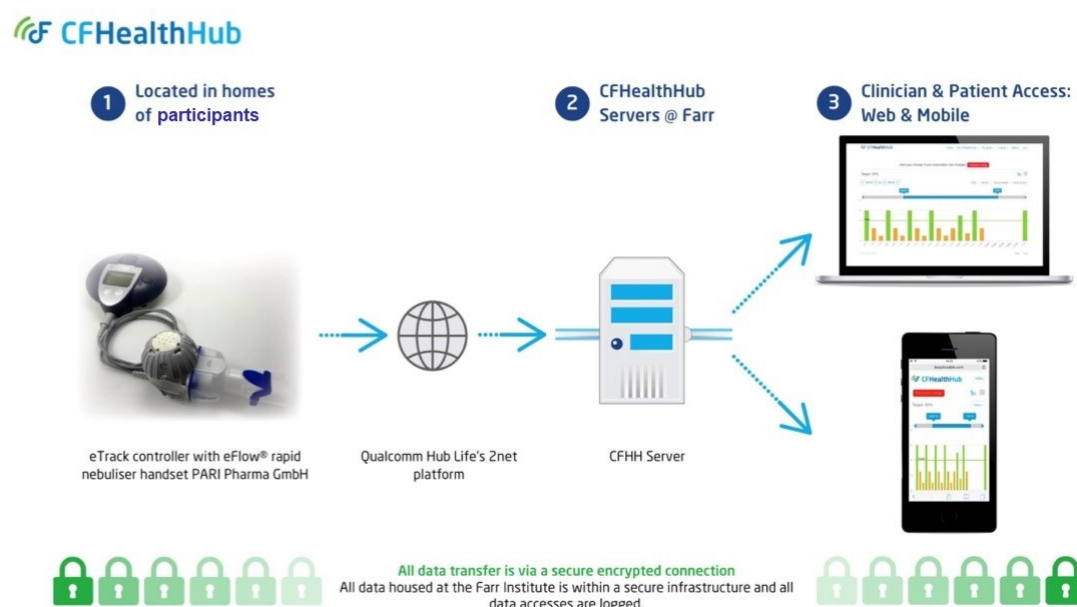 CFHealthHub
1
Located in homes
of participants
2
CFHealthHub
Servers @ Farr
3
Clinician & Patient Access:
Web & Mobile
CFHealthHub
CFHealthHub
eTrack controller with eFlow® rapid
nebuliser handset PARI Pharma GmbH
Qualcomm Hub Life's 2net
platform
CFHH Server
All data transfer is via a secure encrypted connection
All data housed at the Farr Institute is within a secure infrastructure and all
data accesses are logged.